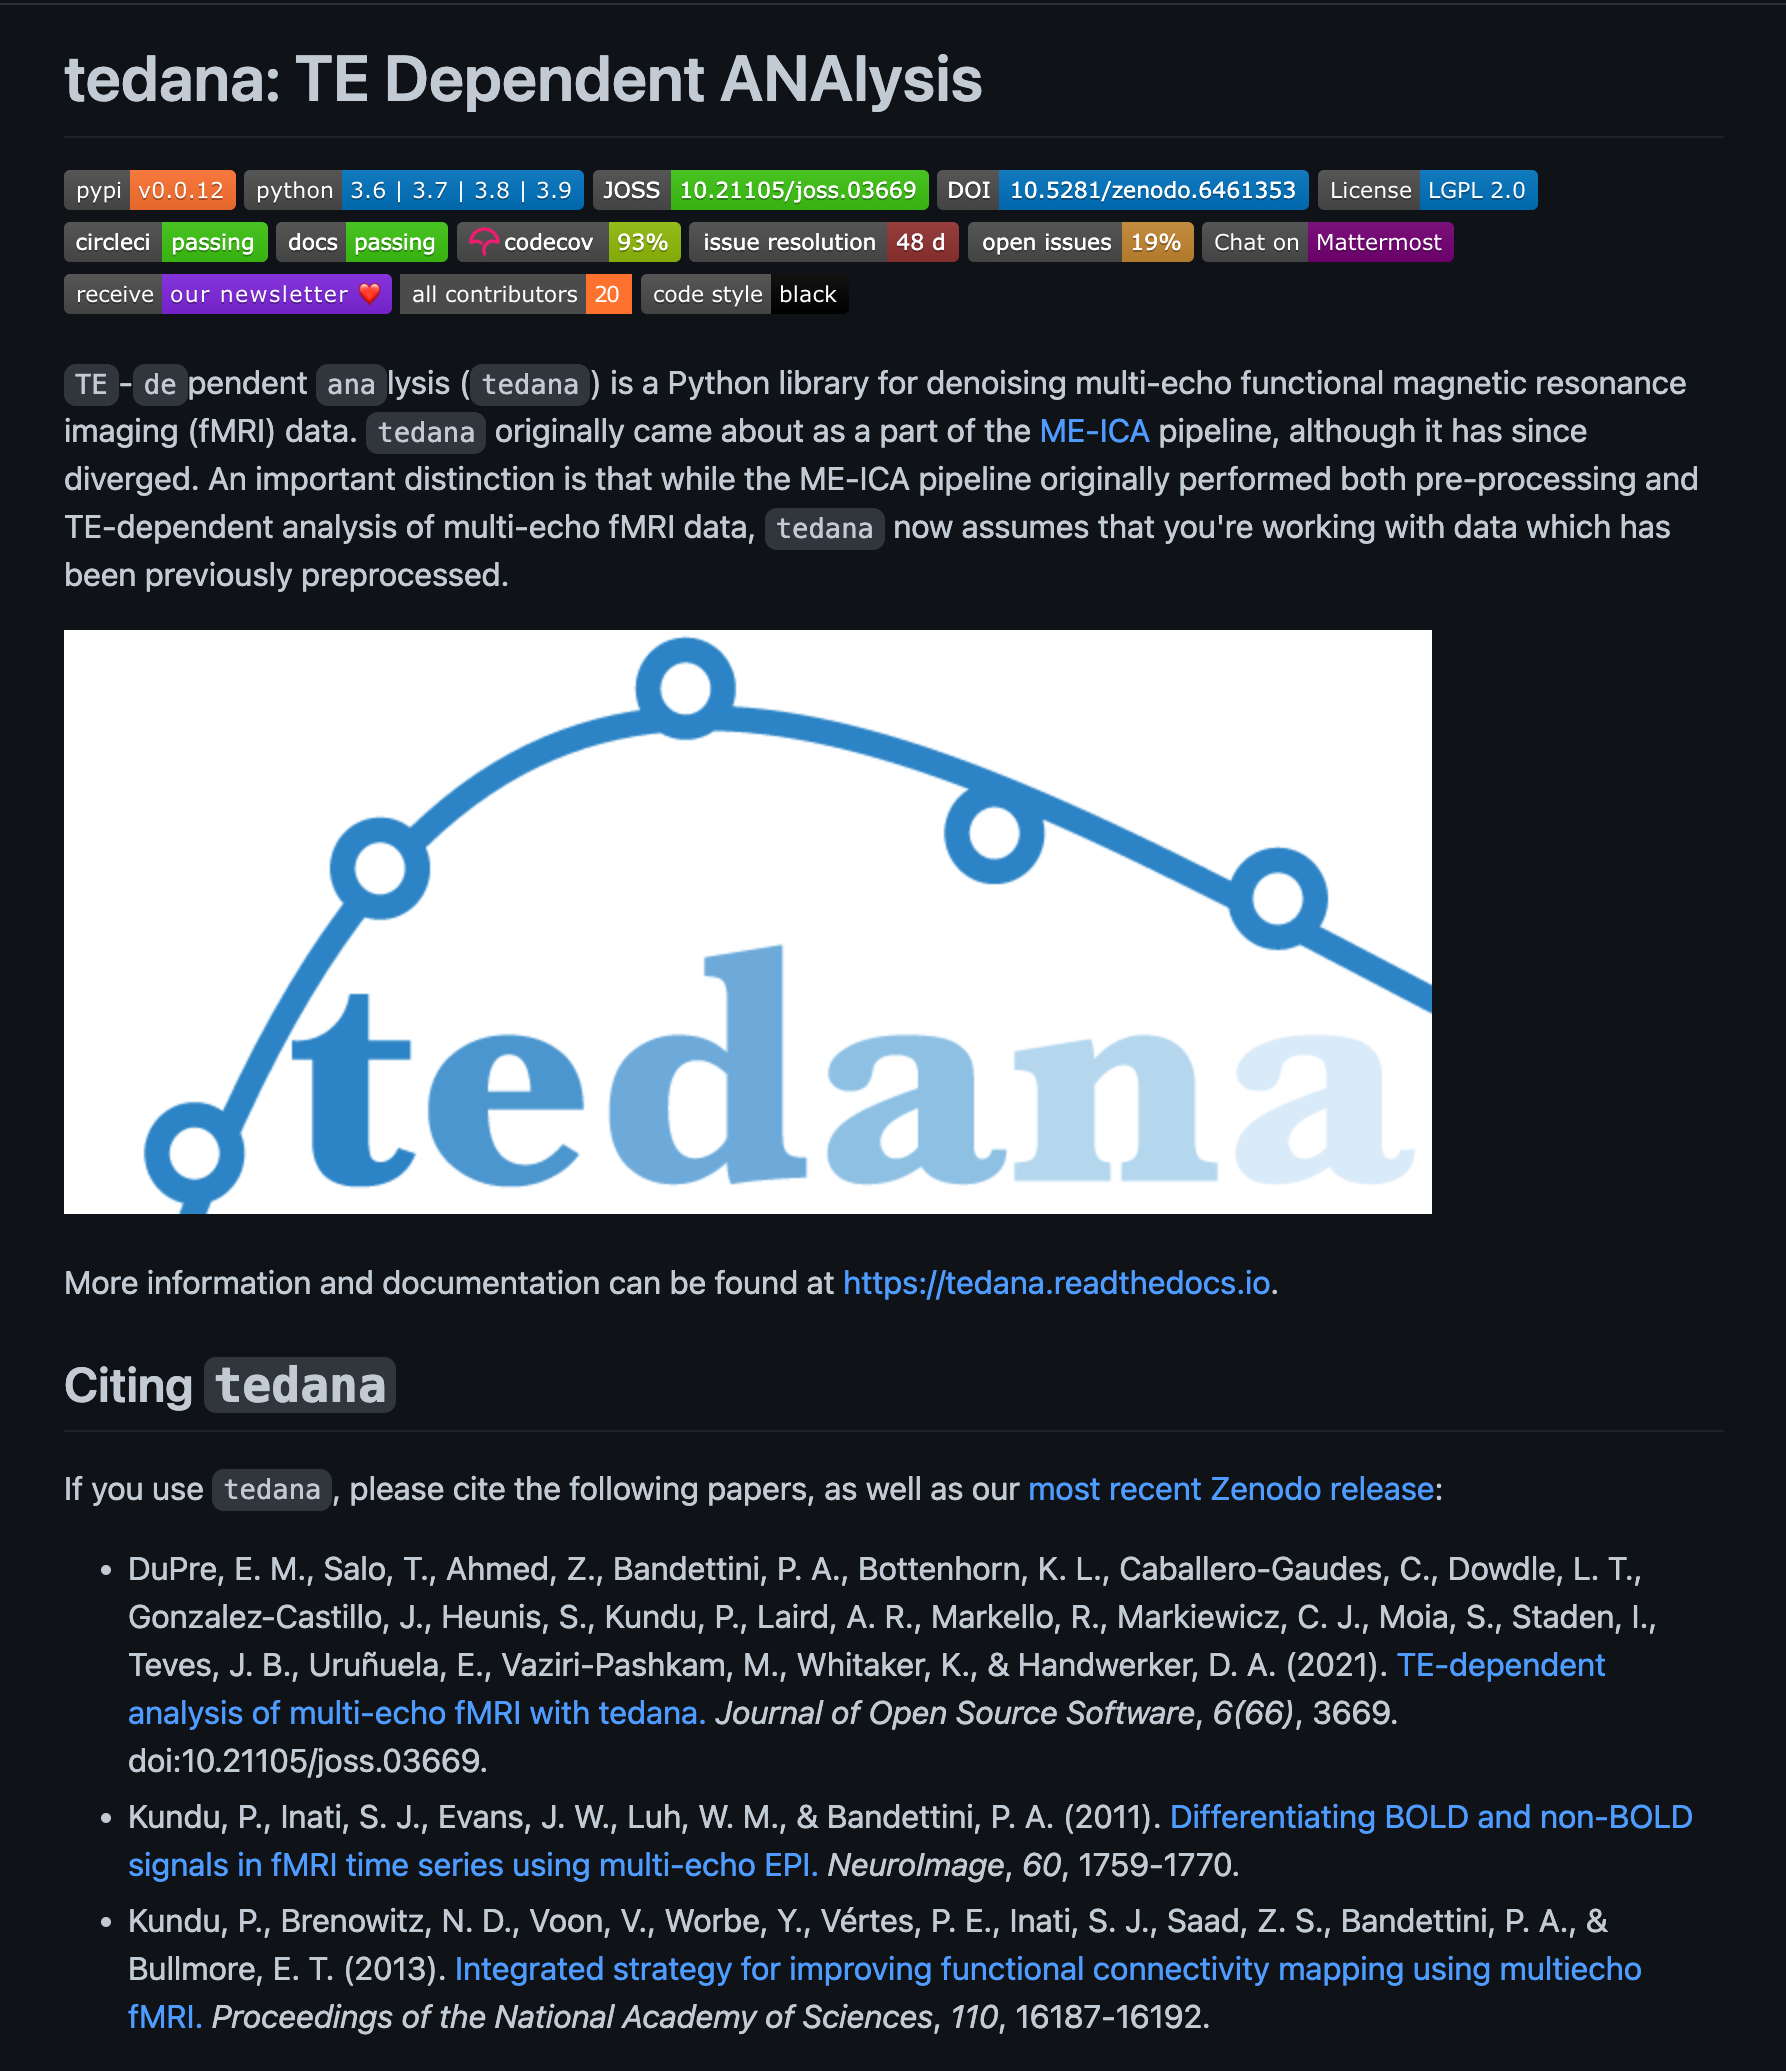 tedana: TE Dependent ANAlysis
pypi v0.0.12 python 3.6 | 3.7 | 3.8 | 3.9 JOSS 10.21105/joss.03669 DOI 10.5281/zenodo.6461353 License LGPL 2.0
circleci passing docs passing codecov 93% issue resolution 48 d open issues 19% Chat on Mattermost
receive our newsletter ❤️ all contributors 20 code style black
TE-dependent analysis (tedana) is a Python library for denoising multi-echo functional magnetic resonance
imaging (fMRI) data. tedana originally came about as a part of the ME-ICA pipeline, although it has since
diverged. An important distinction is that while the ME-ICA pipeline originally performed both pre-processing and
TE-dependent analysis of multi-echo fMRI data, tedana now assumes that you're working with data which has
been previously preprocessed.
tedana
More information and documentation can be found at https://tedana.readthedocs.io.
Citing tedana
If you use tedana, please cite the following papers, as well as our most recent Zenodo release:
• DuPre, E. M., Salo, T., Ahmed, Z., Bandettini, P. A., Bottenhorn, K. L., Caballero-Gaudes, C., Dowdle, L. T.,
Gonzalez-Castillo, J., Heunis, S., Kundu, P., Laird, A. R., Markello, R., Markiewicz, C. J., Moia, S., Staden, I.,
Teves, J. B., Uruñuela, E., Vaziri-Pashkam, M., Whitaker, K., & Handwerker, D. A. (2021). TE-dependent
analysis of multi-echo fMRI with tedana. Journal of Open Source Software, 6(66), 3669.
doi:10.21105/joss.03669.
• Kundu, P., Inati, S. J., Evans, J. W., Luh, W. M., & Bandettini, P. A. (2011). Differentiating BOLD and non-BOLD
signals in fMRI time series using multi-echo EPI. NeuroImage, 60, 1759-1770.
• Kundu, P., Brenowitz, N. D., Voon, V., Worbe, Y., Vértes, P. E., Inati, S. J., Saad, Z. S., Bandettini, P. A., &
Bullmore, E. T. (2013). Integrated strategy for improving functional connectivity mapping using multiecho
fMRI. Proceedings of the National Academy of Sciences, 110, 16187-16192.